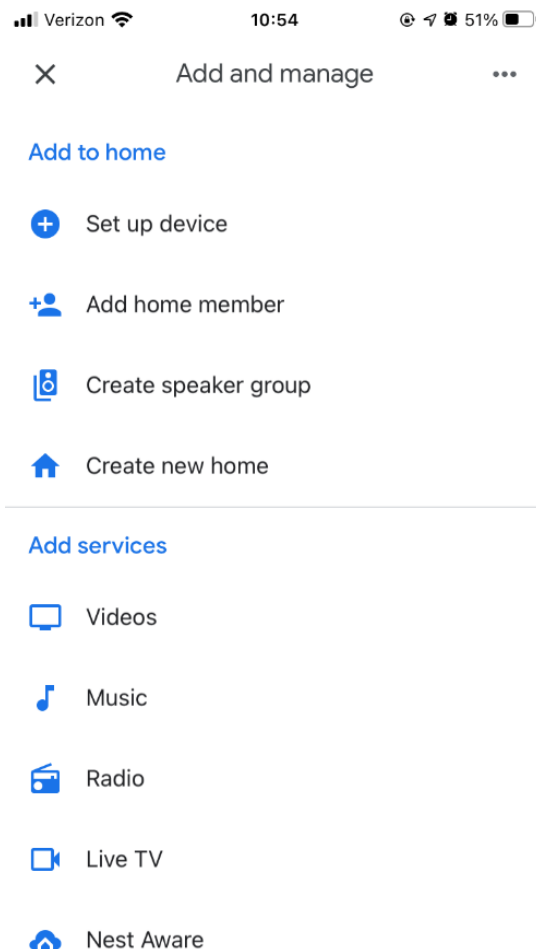 Verizon 10:54 51%
Add and manage
Add to home
Set up device
Add home member
Create speaker group
Create new home
Add services
Videos
Music
Radio
Live TV
Nest Aware